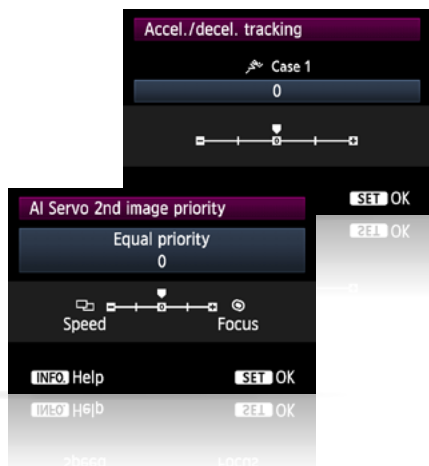 Accel./decel. tracking
Case 1
0
SET OK
AI Servo 2nd image priority
Equal priority
0
Speed Focus
INFO. Help SET OK